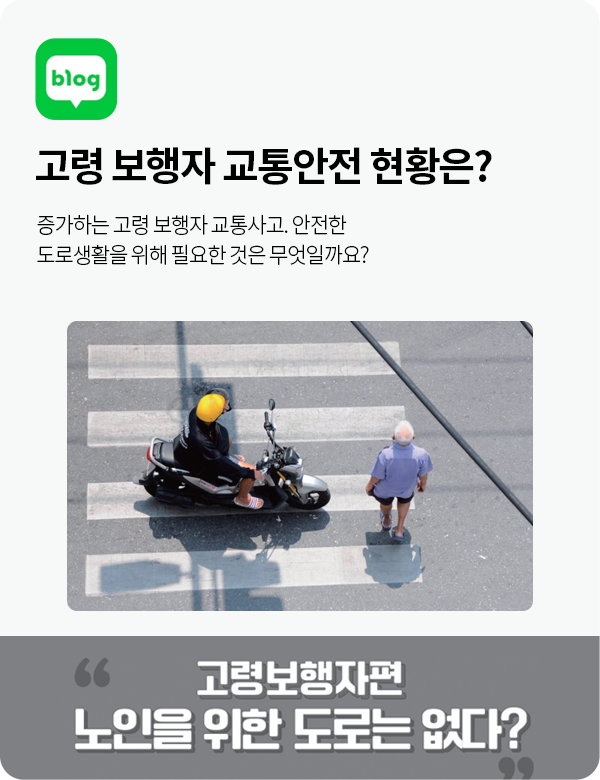 blog
고령 보행자 교통안전 현황은?
증가하는 고령 보행자 교통사고. 안전한
도로생활을 위해 필요한 것은 무엇일까요?
“ 고령보행자편
노인을 위한 도로는 없다? ”